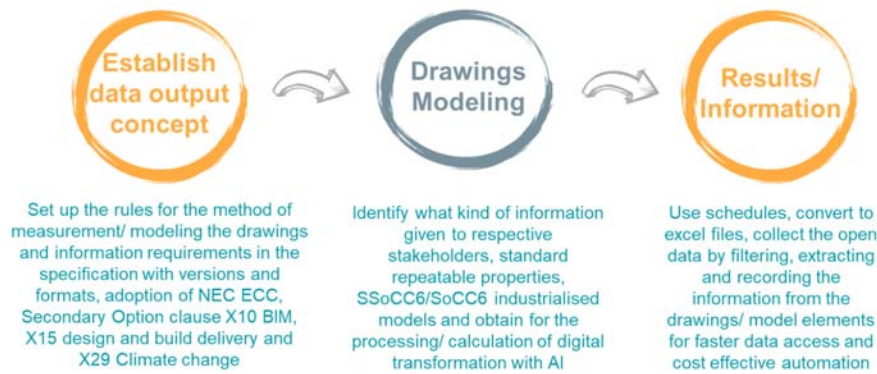 Establish
data output
concept
Drawings
Modeling
Results/
Information
Set up the rules for the method of
measurement/ modeling the drawings
and information requirements in the
specification with versions and
formats, adoption of NEC ECC,
Secondary Option clause X10 BIM,
X15 design and build delivery and
X29 Climate change
Identify what kind of information
given to respective
stakeholders, standard
repeatable properties,
SSoCC6/SoCC6 industrialised
models and obtain for the
processing/ calculation of digital
transformation with AI
Use schedules, convert to
excel files, collect the open
data by filtering, extracting
and recording the
information from the
drawings/ model elements
for faster data access and
cost effective automation